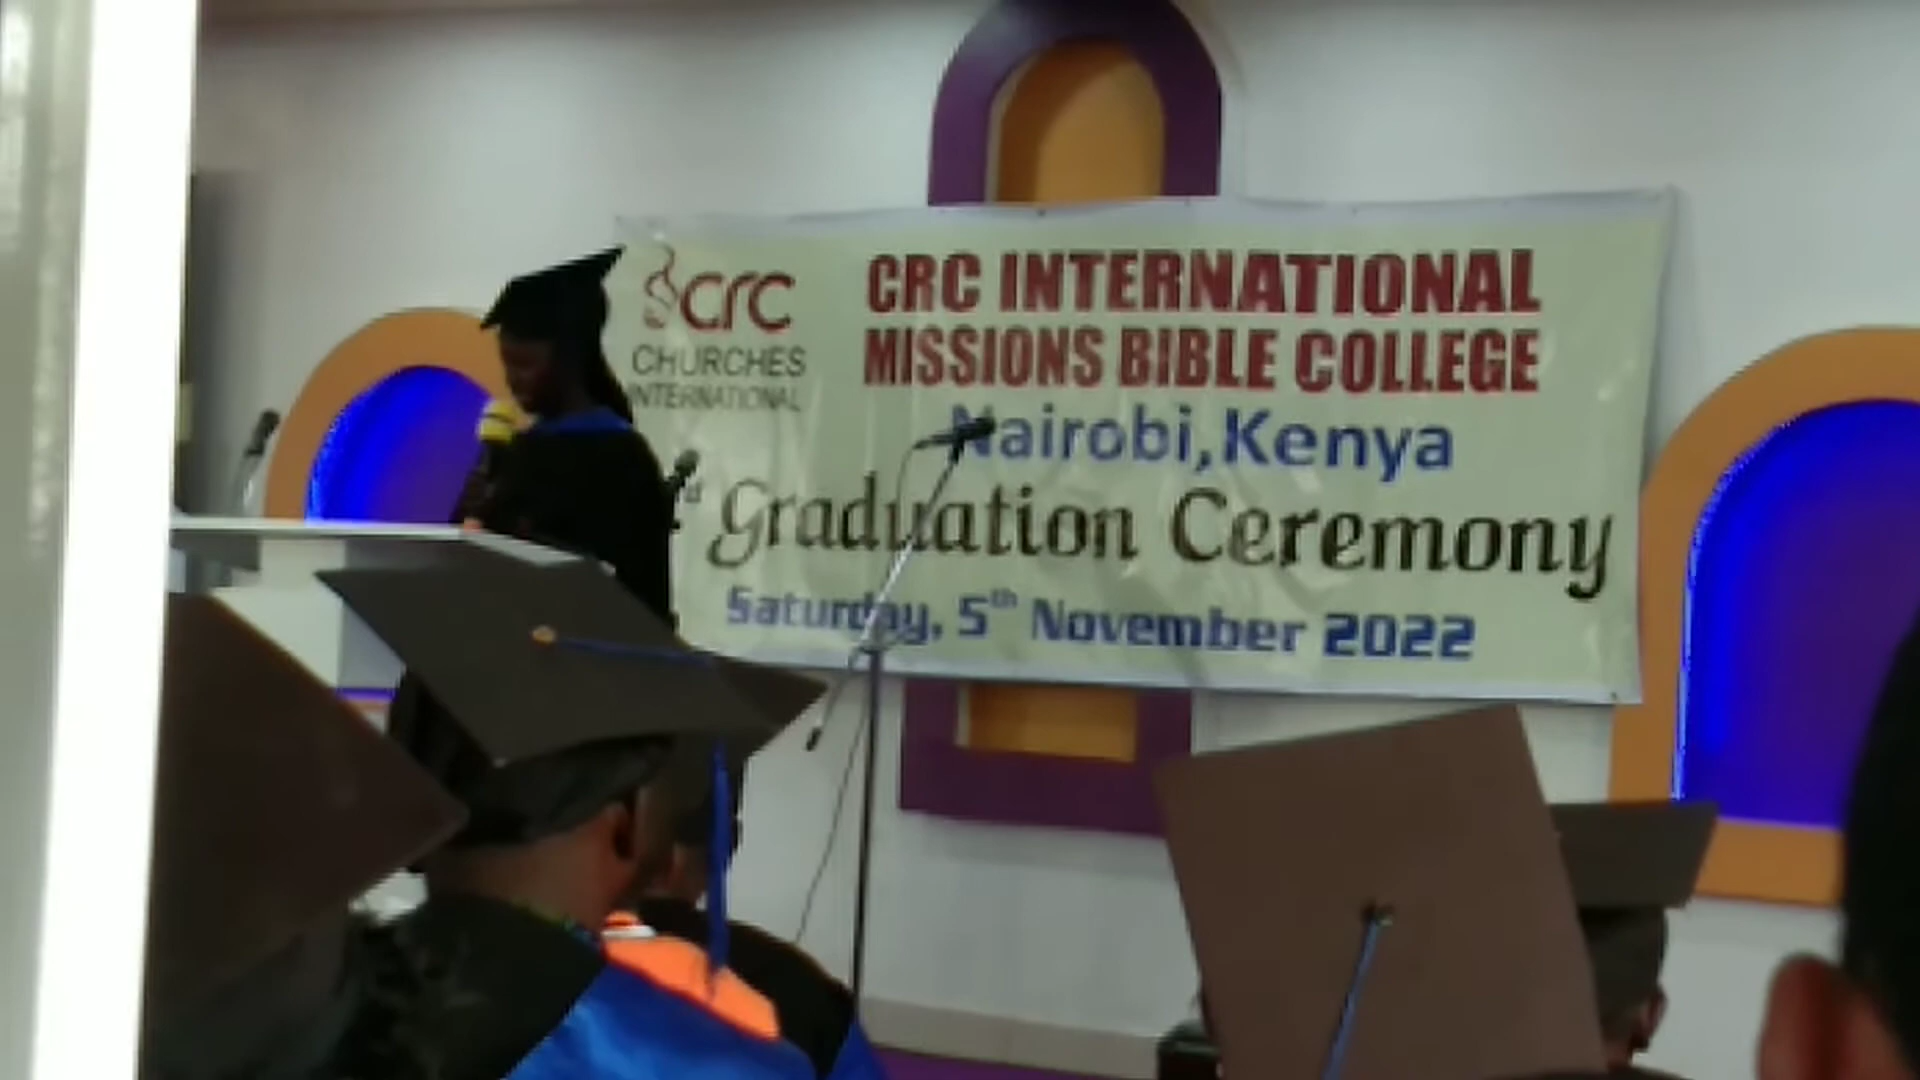 crc
CHURCHES
INTERNATIONAL
CRC INTERNATIONAL
MISSIONS BIBLE COLLEGE
Nairobi, Kenya
Graduation Ceremony
Saturday, 5th November 2022